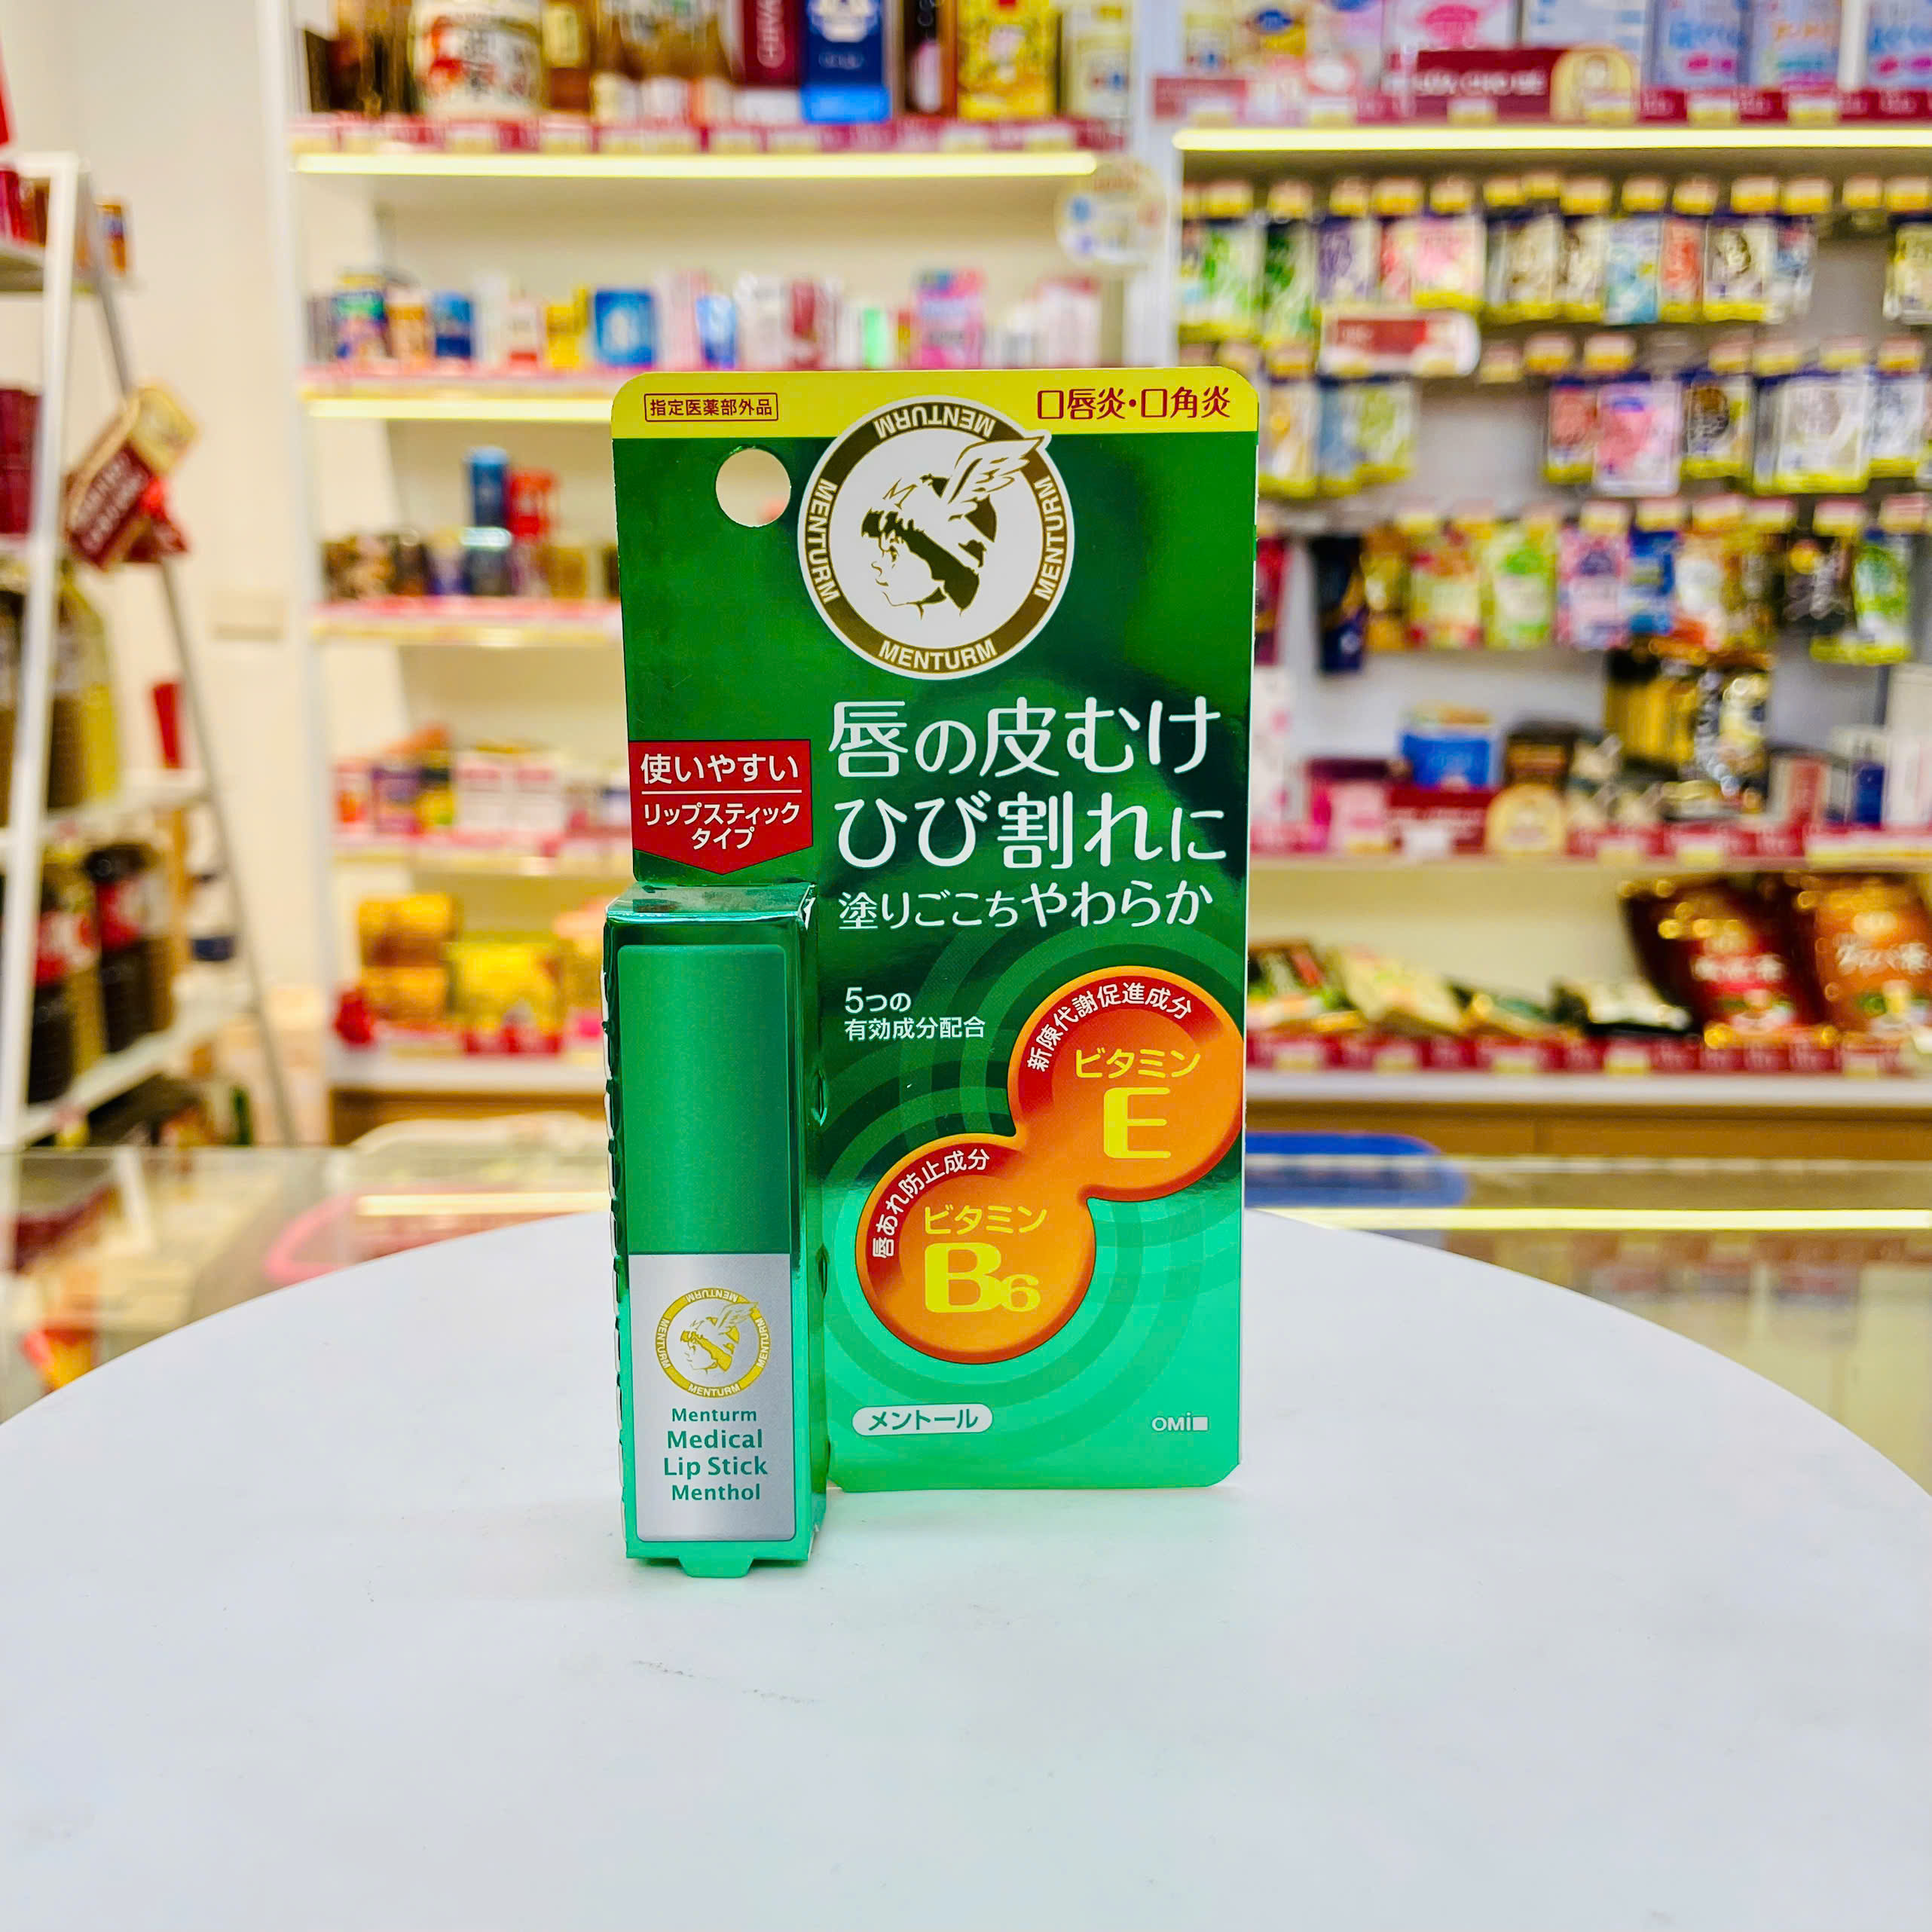 指定医薬部外品
口唇炎・口角炎
MENTURM
MENTURM
MENTURM
MENTURM
唇の皮むけ
ひび割れに
塗りごこちやわらか
使いやすい
リップスティック
タイプ
5つの
有効成分配合
新陳代謝促進成分
ビタミン
E
唇あれ防止成分
ビタミン
B6
メントール
OMI
MENTURM
MENTURM
MENTURM
MENTURM
Menturm
Medical
Lip Stick
Menthol